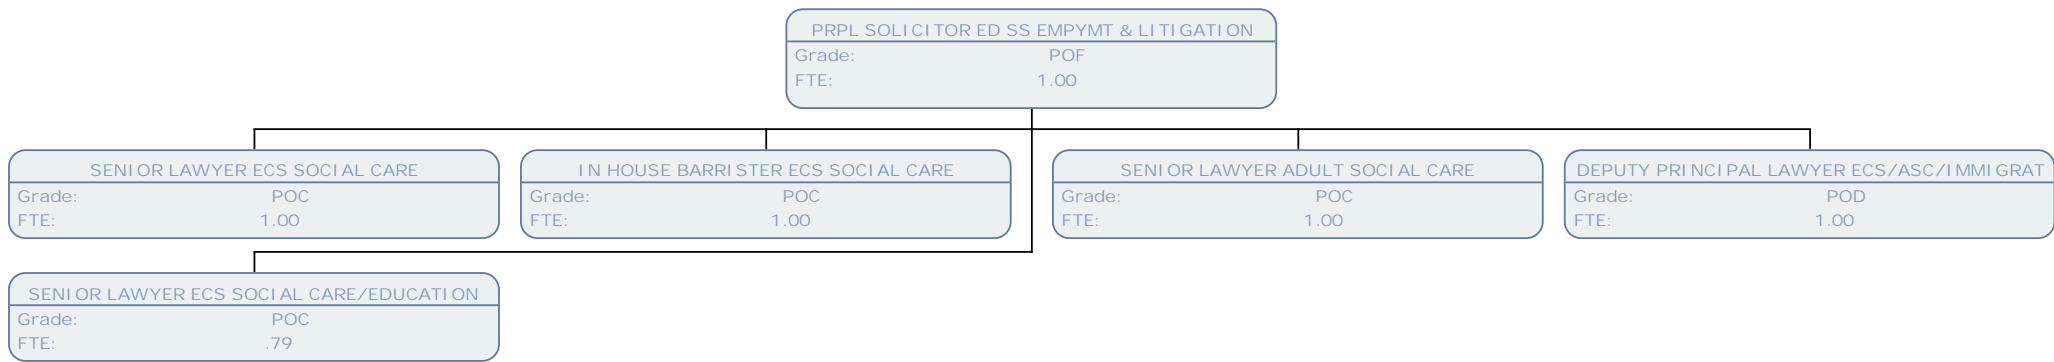 PRPL SOLICITOR ED SS EMPYMT & LITIGATION
Grade: POF
FTE: 1.00
SENIOR LAWYER ECS SOCIAL CARE
Grade: POC
FTE: 1.00
IN HOUSE BARRISTER ECS SOCIAL CARE
Grade: POC
FTE: 1.00
SENIOR LAWYER ADULT SOCIAL CARE
Grade: POC
FTE: 1.00
DEPUTY PRINCIPAL LAWYER ECS/ASC/IMMIGRAT
Grade: POD
FTE: 1.00
SENIOR LAWYER ECS SOCIAL CARE/EDUCATION
Grade: POC
FTE: .79